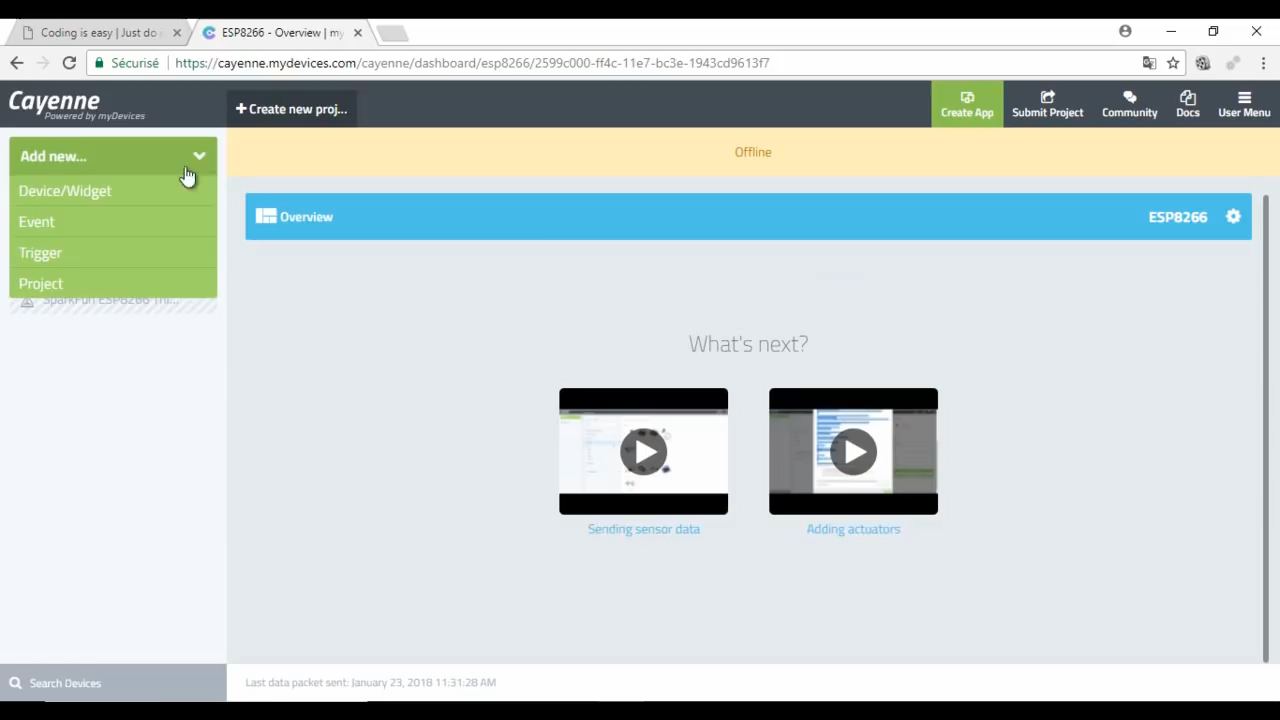 Coding is easy | Just do
ESP8266 - Overview | my
Sécurisé
https://cayenne.mydevices.com/cayenne/dashboard/esp8266/2599c000-ff4c-11e7-bc3e-1943cd9613f7
Cayenne
Powered by myDevices
+ Create new proj...
Create App
Submit Project
Community
Docs
User Menu
Add new...
Offline
Device/Widget
Event
Trigger
Project
SparkFun ESP8266 Thi...
Overview
ESP8266
What's next?
Sending sensor data
Adding actuators
Search Devices
Last data packet sent: January 23, 2018 11:31:28 AM